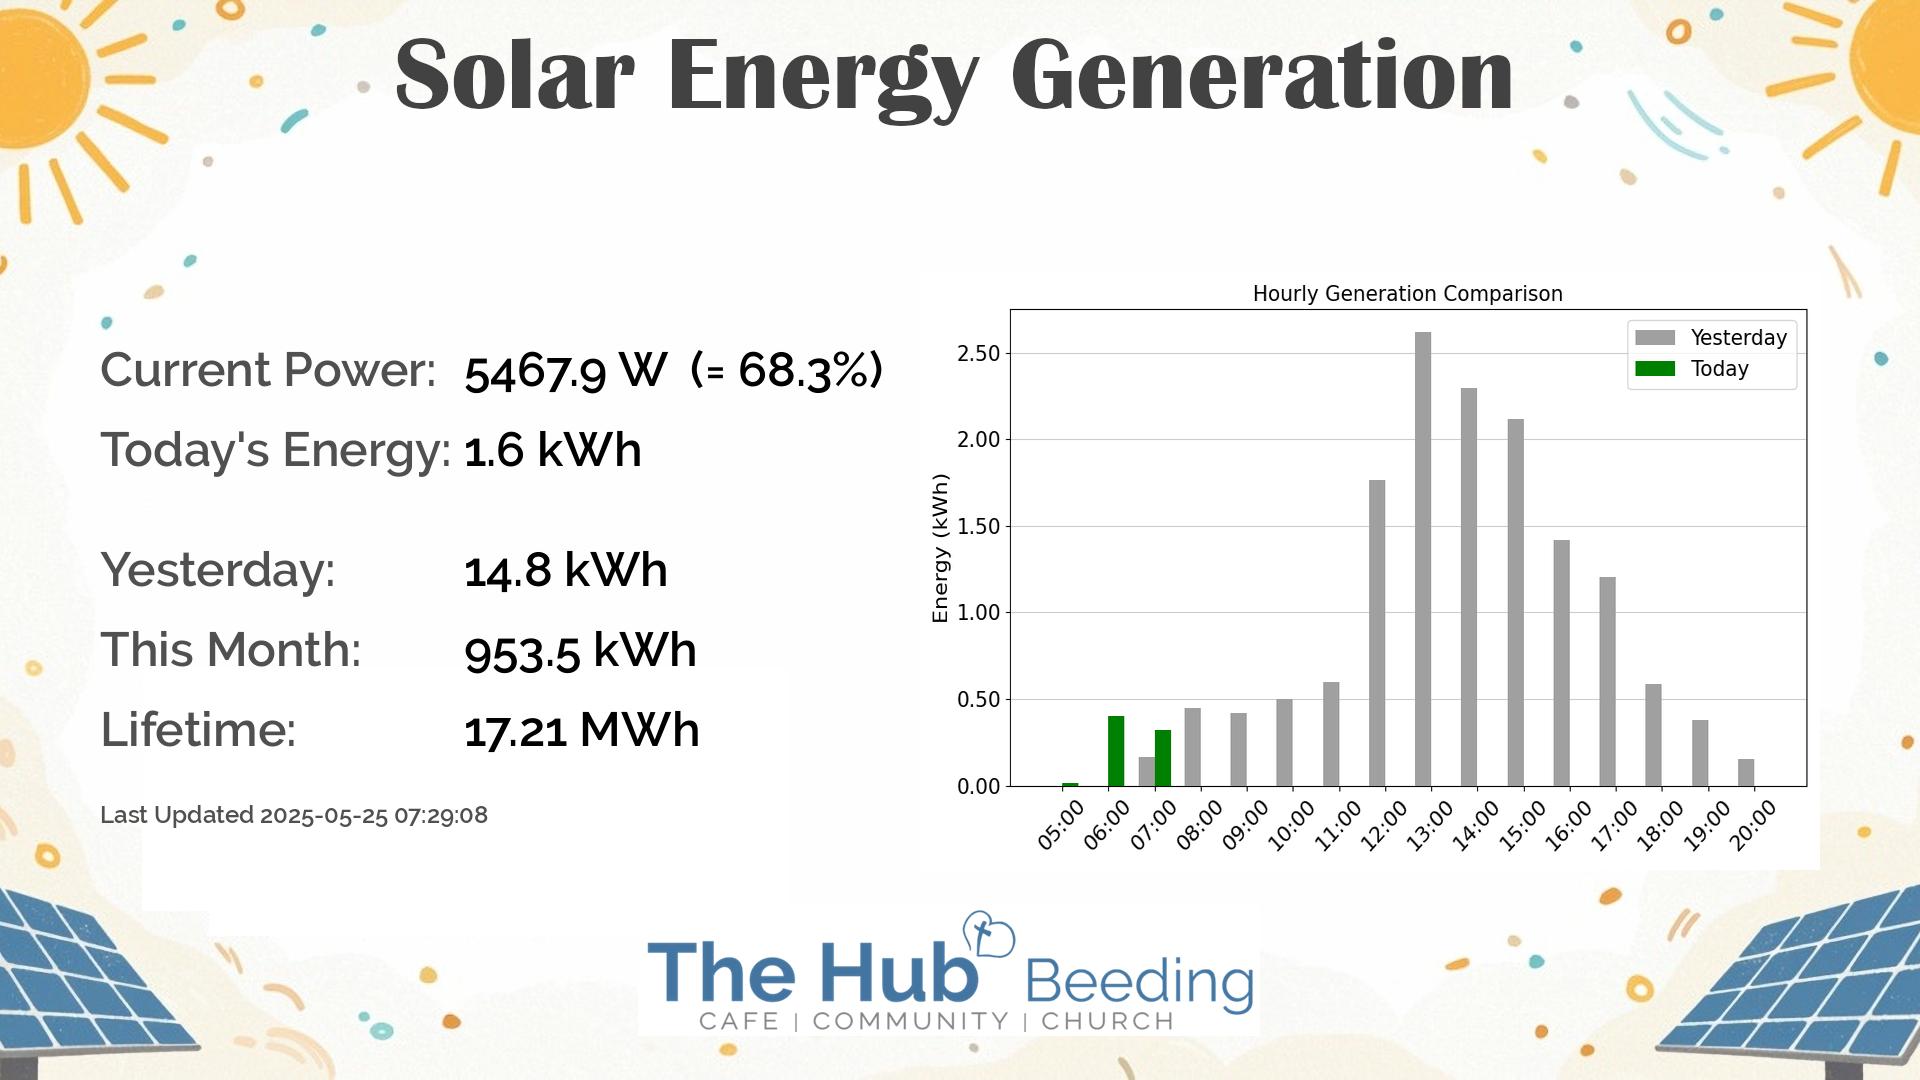 Solar Energy Generation
Current Power: 5467.9 W (= 68.3%)
Today's Energy: 1.6 kWh
Yesterday: 14.8 kWh
This Month: 953.5 kWh
Lifetime: 17.21 MWh
Last Updated 2025-05-25 07:29:08
Hourly Generation Comparison
Yesterday
Today
Energy (kWh)
2.50
2.00
1.50
1.00
0.50
0.00
05:00 06:00 07:00 08:00 09:00 10:00 11:00 12:00 13:00 14:00 15:00 16:00 17:00 18:00 19:00 20:00
The Hub Beeding
CAFE | COMMUNITY | CHURCH